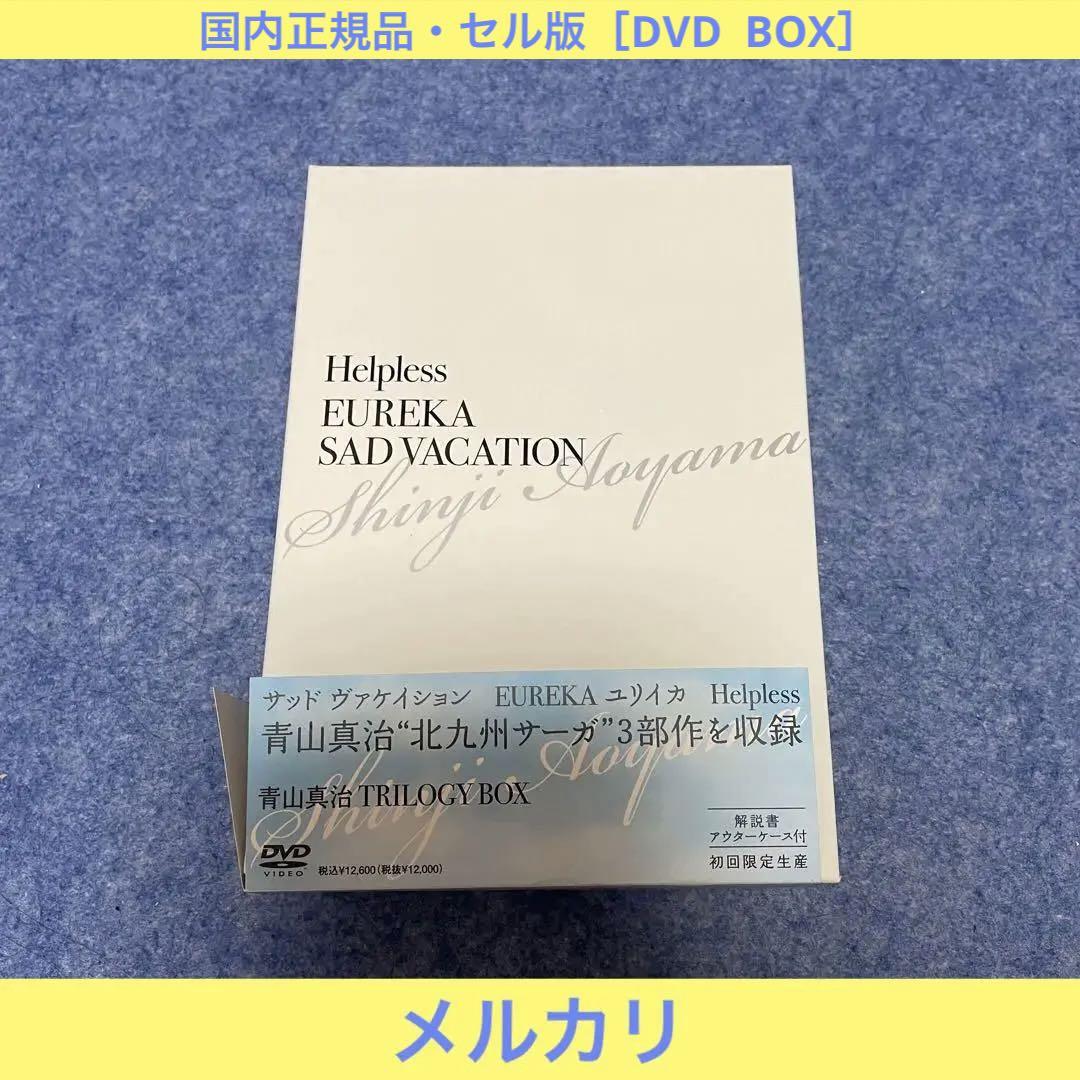 国内正規品・セル版［DVD BOX］
Helpless
EUREKA
SAD VACATION
Shinji Aoyama
サッド ヴァケイション EUREKA ユリイカ Helpless
青山真治“北九州サーガ”3部作を収録
Shinji Aoyama
青山真治 TRILOGY BOX
解説書
アウターケース付
初回限定生産
DVD
VIDEO
税込¥12,600(税抜¥12,000)
メルカリ